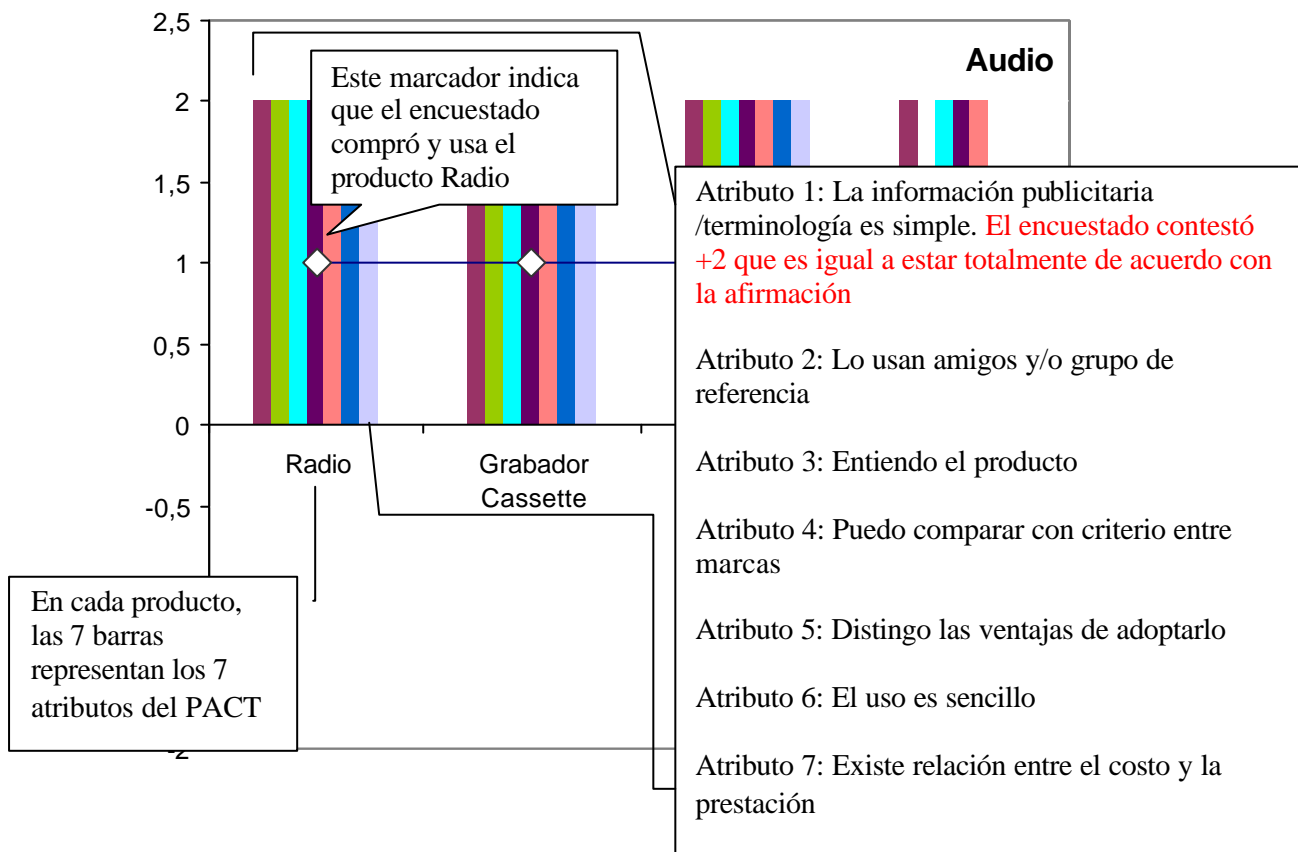 2,5
2
1,5
1
0,5
0
-0,5
-2
Audio
Este marcador indica
que el encuestado
compró y usa el
producto Radio
Radio
Grabador
Cassette
En cada producto,
las 7 barras
representan los 7
atributos del PACT
Atributo 1: La información publicitaria
/terminología es simple. El encuestado contestó
+2 que es igual a estar totalmente de acuerdo con
la afirmación
Atributo 2: Lo usan amigos y/o grupo de
referencia
Atributo 3: Entiendo el producto
Atributo 4: Puedo comparar con criterio entre
marcas
Atributo 5: Distingo las ventajas de adoptarlo
Atributo 6: El uso es sencillo
Atributo 7: Existe relación entre el costo y la
prestación